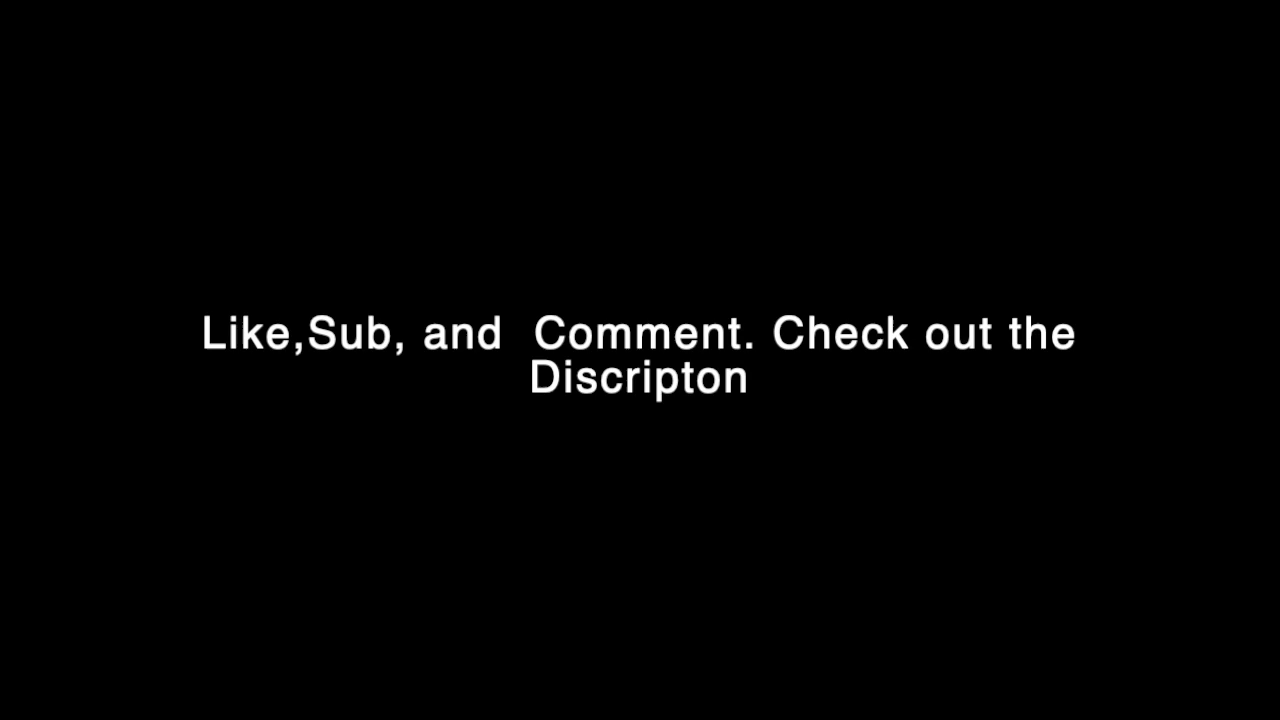 Like,Sub, and  Comment. Check out the
Discripton